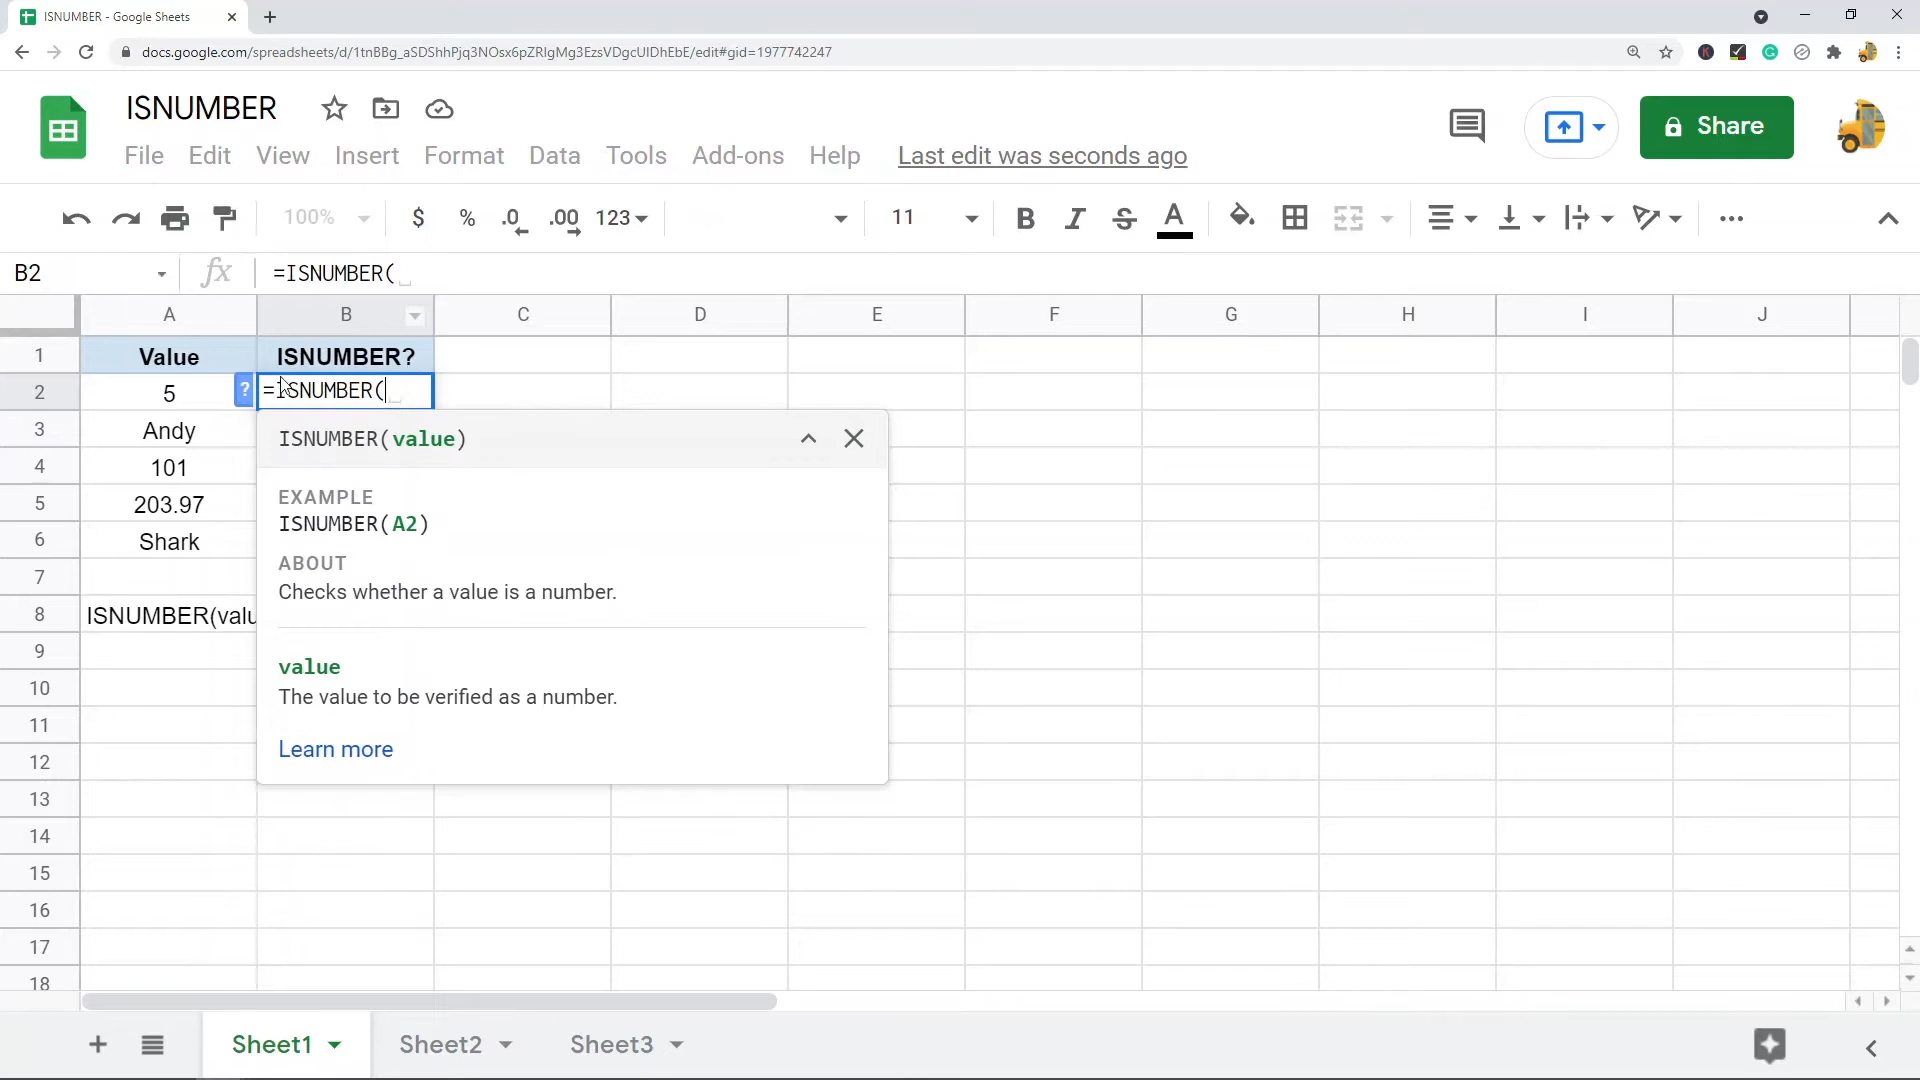 ISNUMBER - Google Sheets
docs.google.com/spreadsheets/d/1tnBBg_aSDShhPjq3NOsx6pZRIgMg3EzsVDgcUIDhEbE/edit#gid=1977742247
ISNUMBER
Share
File Edit View Insert Format Data Tools Add-ons Help Last edit was seconds ago
100% $ % .0 .00 123 11 B I S A
B2 fx =ISNUMBER(
A B C D E F G H I J
1 Value ISNUMBER?
2 5 ? =ISNUMBER(
3 Andy
ISNUMBER(value)
4 101
5 203.97
EXAMPLE
ISNUMBER(A2)
6 Shark
ABOUT
7
Checks whether a value is a number.
8 ISNUMBER(valu
9
value
10
The value to be verified as a number.
11
Learn more
12
13
14
15
16
17
18
Sheet1 Sheet2 Sheet3